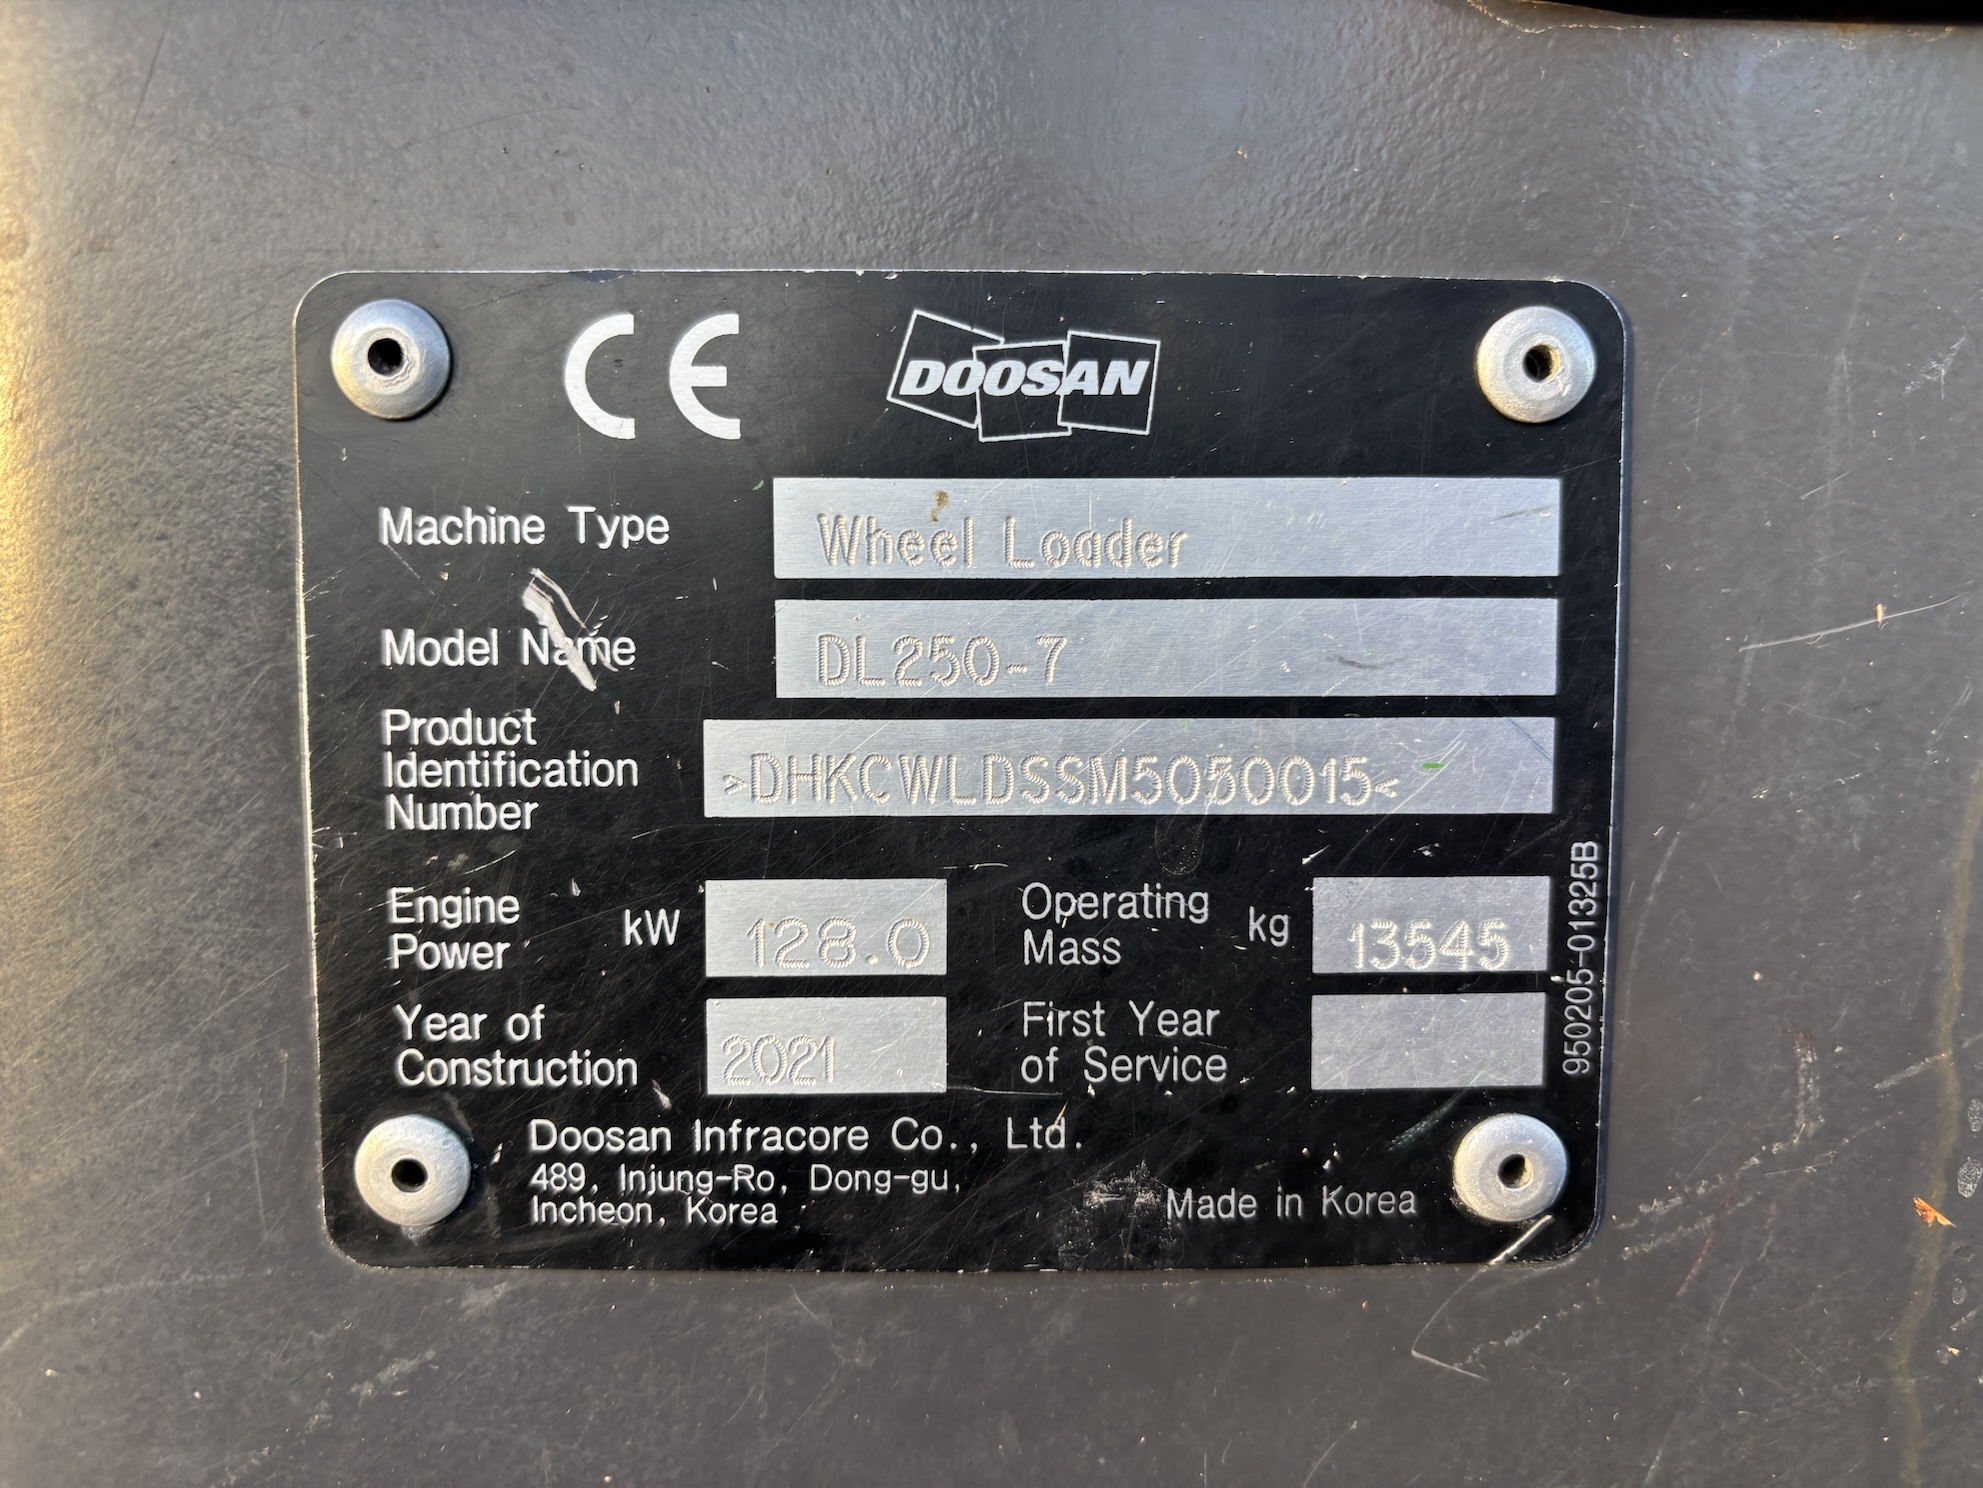 CE
DOOSAN
Machine Type
Wheel Loader
Model Name
DL250-7
Product
Identification
Number
>DHKCWLDSSM5050015<
Engine
Power
kW
128.0
Operating
Mass
kg
13545
Year of
Construction
2021
First Year
of Service
Doosan Infracore Co., Ltd.
489, Injung-Ro, Dong-gu,
Incheon, Korea
Made in Korea
950205-01325B